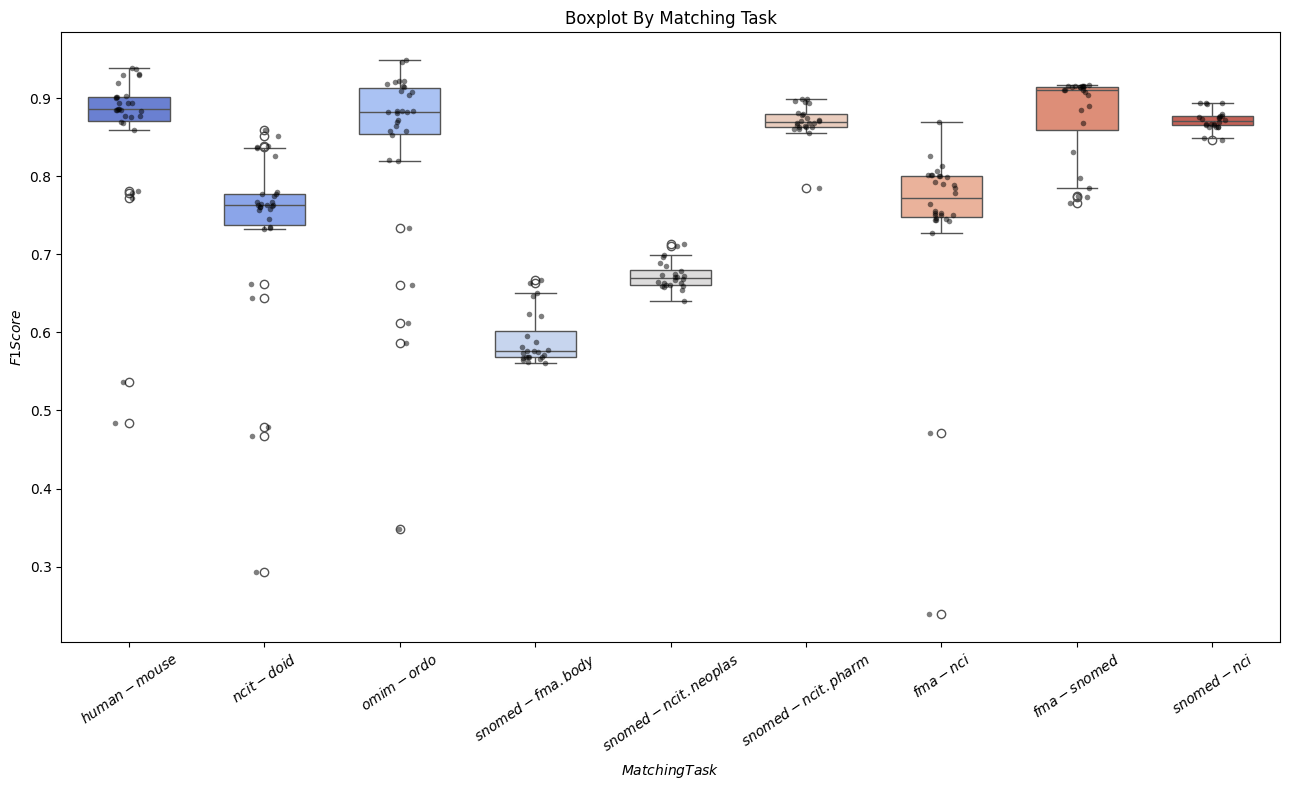 Boxplot By Matching Task
F1Score
0.9
0.8
0.7
0.6
0.5
0.4
0.3
human-mouse
ncit-doid
omim-ordo
snomed-fma.body
snomed-ncit.neoplas
snomed-ncit.pharm
fma-nci
fma-snomed
snomed-nci
MatchingTask